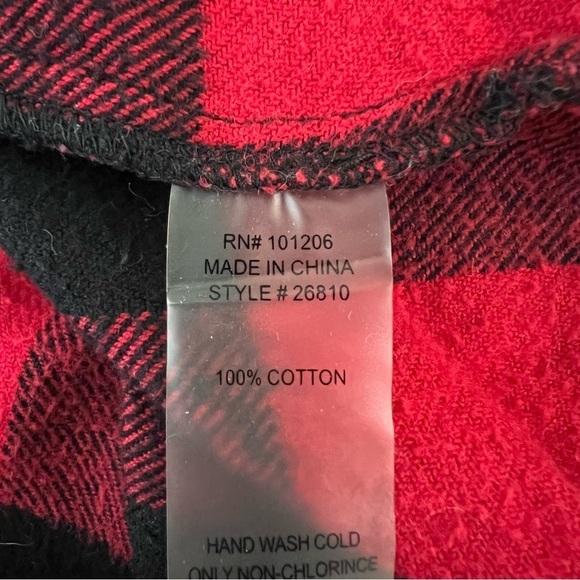 RN# 101206
MADE IN CHINA
STYLE # 26810
100% COTTON
HAND WASH COLD
ONLY NON-CHLORINCE